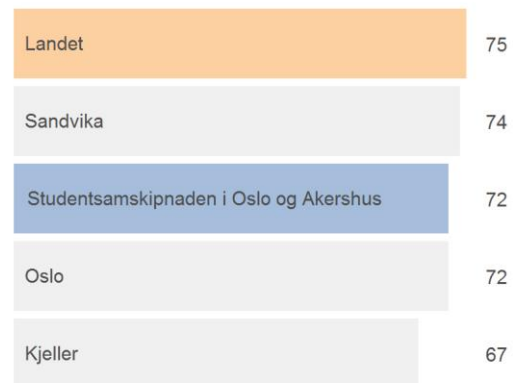 Landet 75
Sandvika 74
Studentsamskipnaden i Oslo og Akershus 72
Oslo 72
Kjeller 67